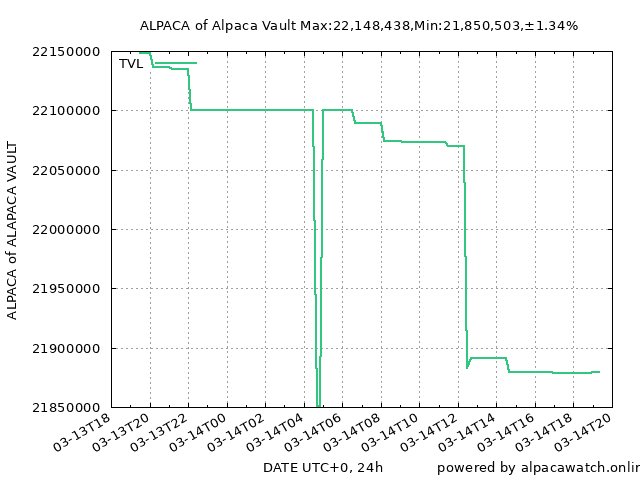 ALPACA of Alpaca Vault Max:22,148,438,Min:21,850,503,±1.34%
22150000
TVL
22100000
22050000
22000000
21950000
21900000
21850000
ALPACA of ALAPACA VAULT
03-13T18
03-13T20
03-13T22
03-14T00
03-14T02
03-14T04
03-14T06
03-14T08
03-14T10
03-14T12
03-14T14
03-14T16
03-14T18
03-14T20
DATE UTC+0, 24h
powered by alpacawatch.onlin